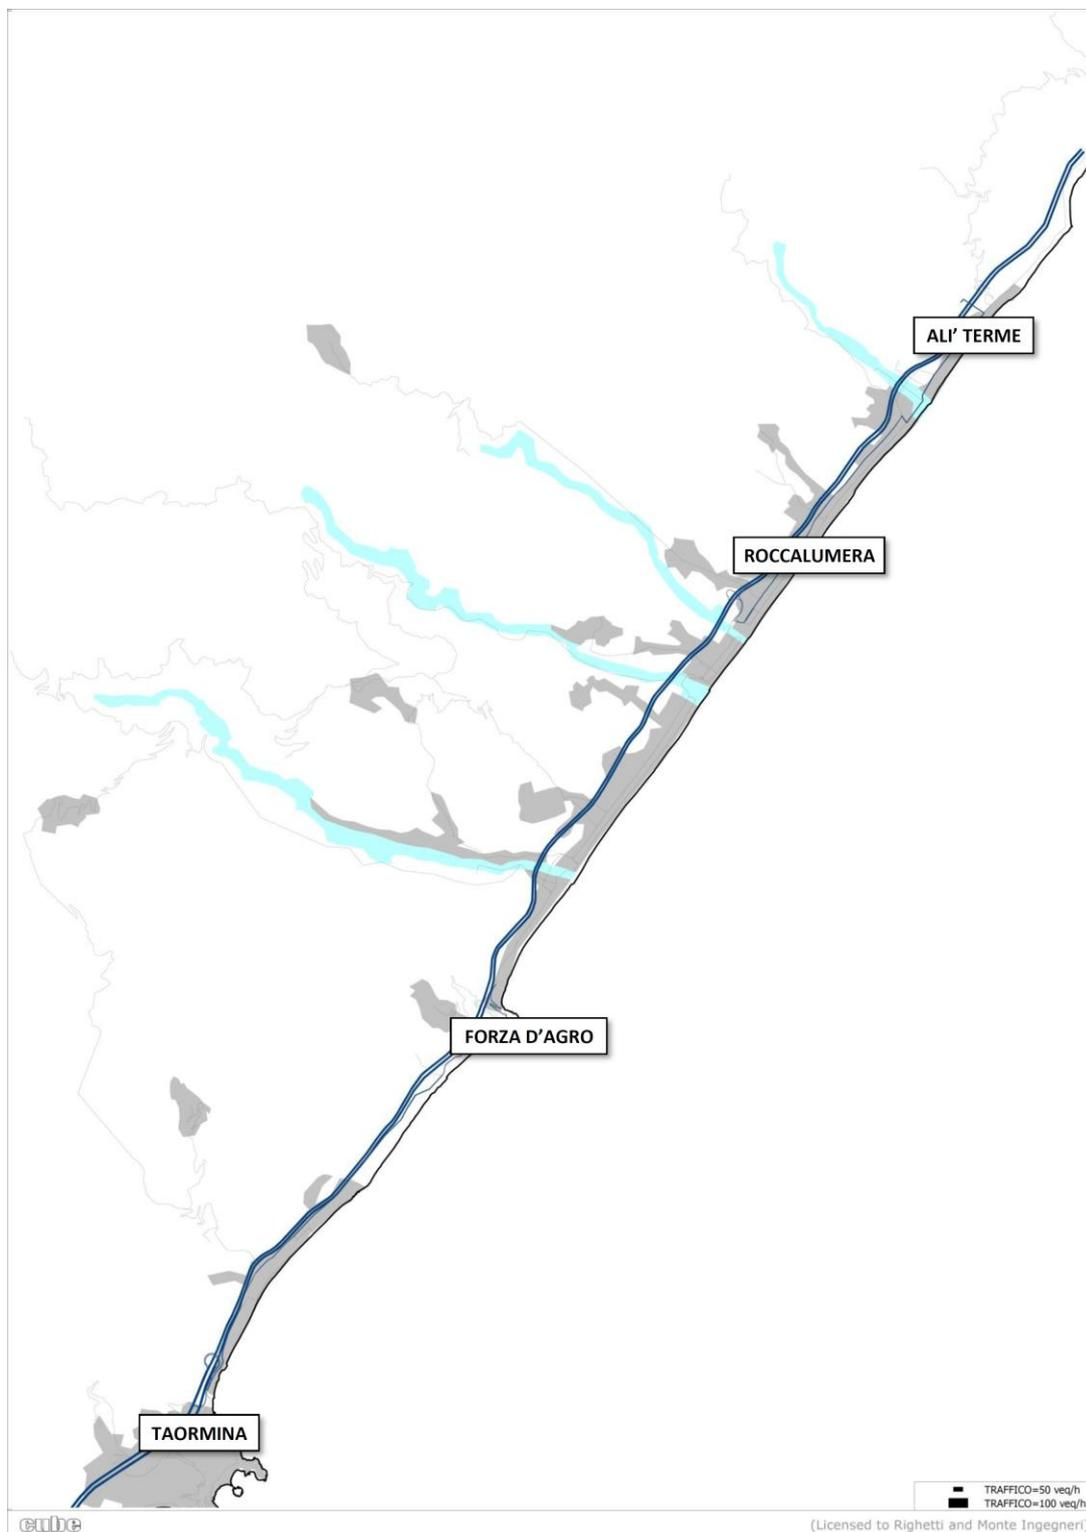 ALI' TERME
ROCCALUMERA
FORZA D'AGRO
TAORMINA
TRAFFICO=50 veq/h
TRAFFICO=100 veq/h
cube
(Licensed to Righetti and Monte Ingegneri)